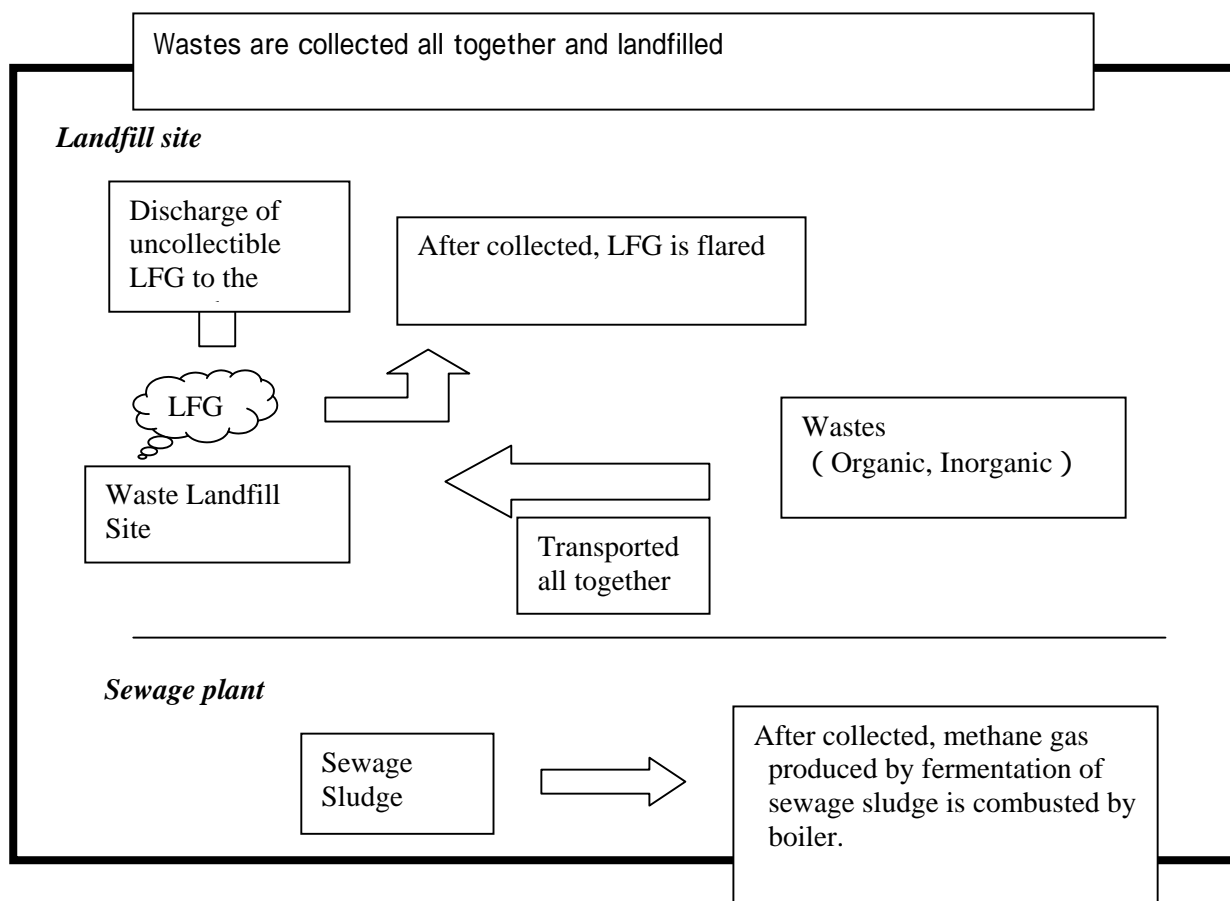 Wastes are collected all together and landfilled
Landfill site
Discharge of
uncollectible
LFG to the
After collected, LFG is flared
LFG
Wastes
（Organic, Inorganic）
Waste Landfill
Site
Transported
all together
Sewage plant
Sewage
Sludge
After collected, methane gas
produced by fermentation of
sewage sludge is combusted by
boiler.